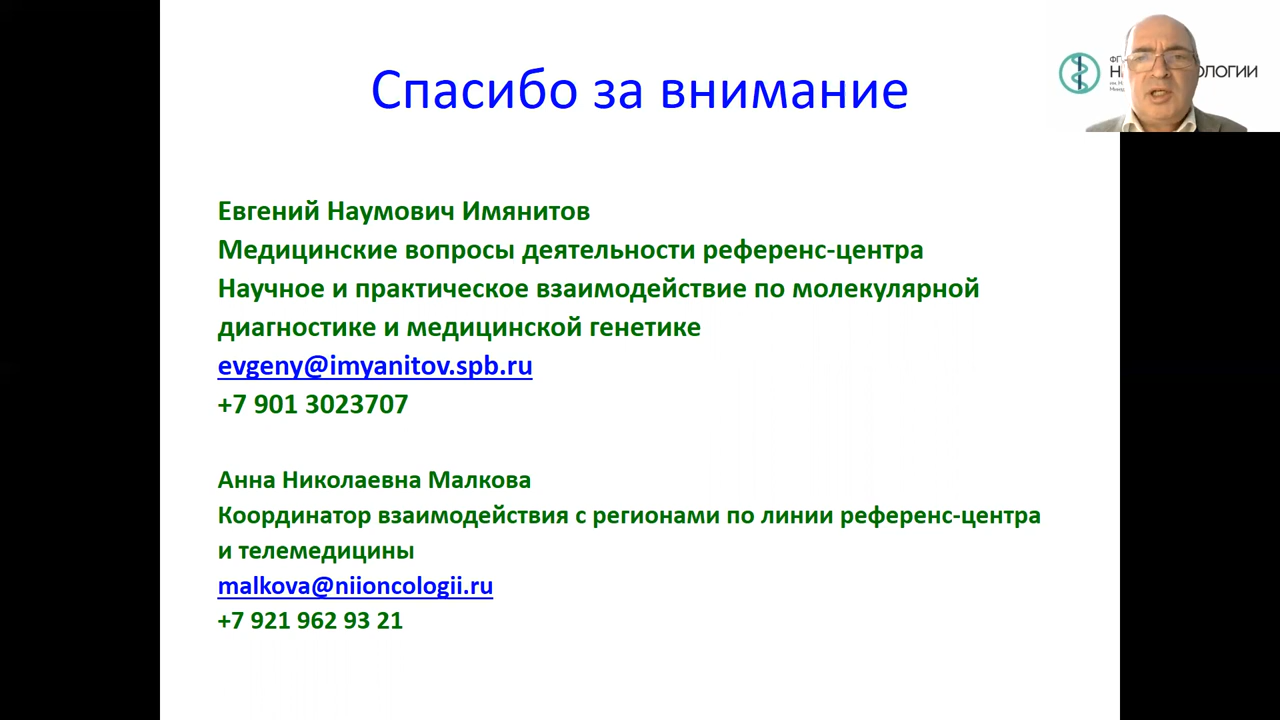 Спасибо за внимание
Евгений Наумович Имянитов
Медицинские вопросы деятельности референс-центра
Научное и практическое взаимодействие по молекулярной
диагностике и медицинской генетике
evgeny@imyanitov.spb.ru
+7 901 3023707
Анна Николаевна Малкова
Координатор взаимодействия с регионами по линии референс-центра
и телемедицины
malkova@niioncologii.ru
+7 921 962 93 21